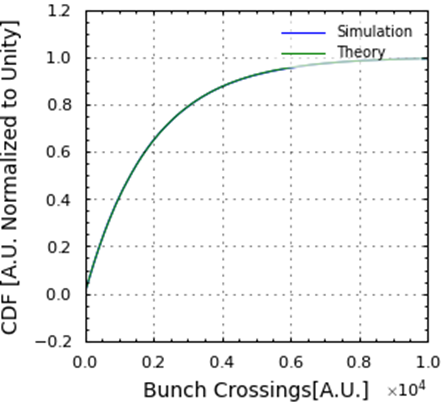 1.2
Simulation
Theory
1.0
0.8
0.6
0.4
0.2
0.0
−0.2
CDF [A.U. Normalized to Unity]
0.0 0.2 0.4 0.6 0.8 1.0
Bunch Crossings[A.U.] ×10⁴